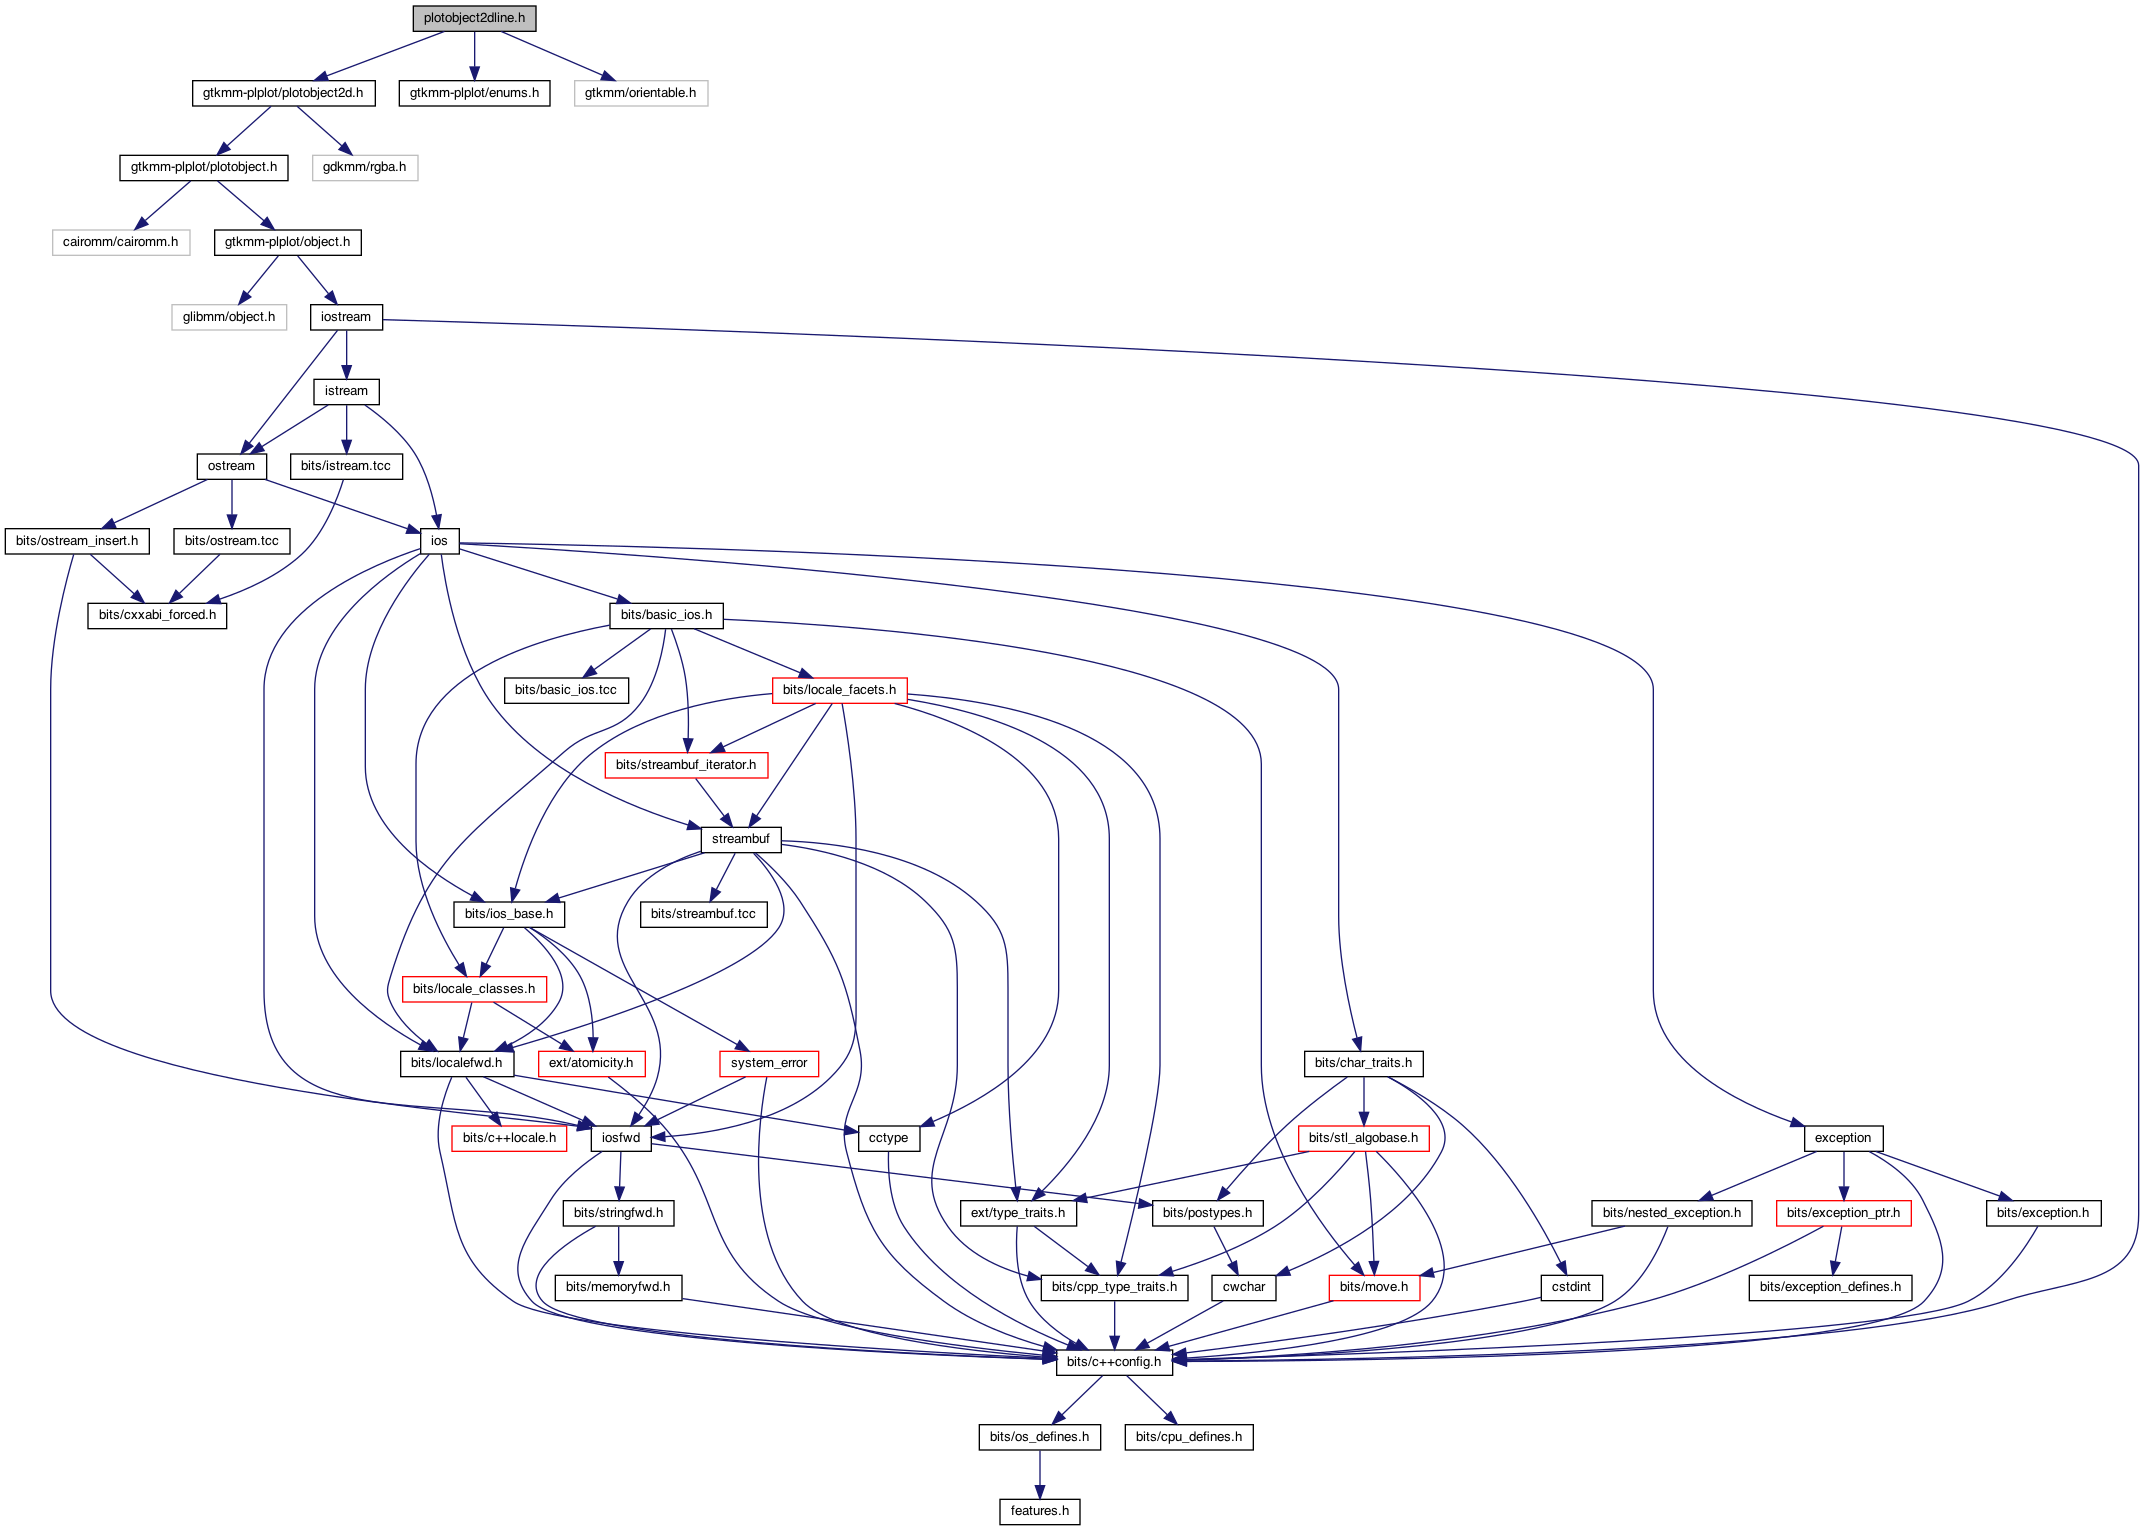 plotobject2dline.h
gtkmm-plplot/plotobject2d.h
gtkmm-plplot/enums.h
gtkmm/orientable.h
gtkmm-plplot/plotobject.h
gdkmm/rgba.h
cairomm/cairomm.h
gtkmm-plplot/object.h
glibmm/object.h
iostream
istream
ostream
bits/istream.tcc
bits/ostream_insert.h
bits/ostream.tcc
ios
bits/cxxabi_forced.h
bits/basic_ios.h
bits/basic_ios.tcc
bits/locale_facets.h
bits/streambuf_iterator.h
streambuf
bits/ios_base.h
bits/streambuf.tcc
bits/locale_classes.h
bits/localefwd.h
ext/atomicity.h
system_error
bits/char_traits.h
bits/c++locale.h
iosfwd
cctype
bits/stl_algobase.h
exception
bits/stringfwd.h
ext/type_traits.h
bits/postypes.h
bits/nested_exception.h
bits/exception_ptr.h
bits/exception.h
bits/memoryfwd.h
bits/cpp_type_traits.h
cwchar
bits/move.h
cstdint
bits/exception_defines.h
bits/c++config.h
bits/os_defines.h
bits/cpu_defines.h
features.h